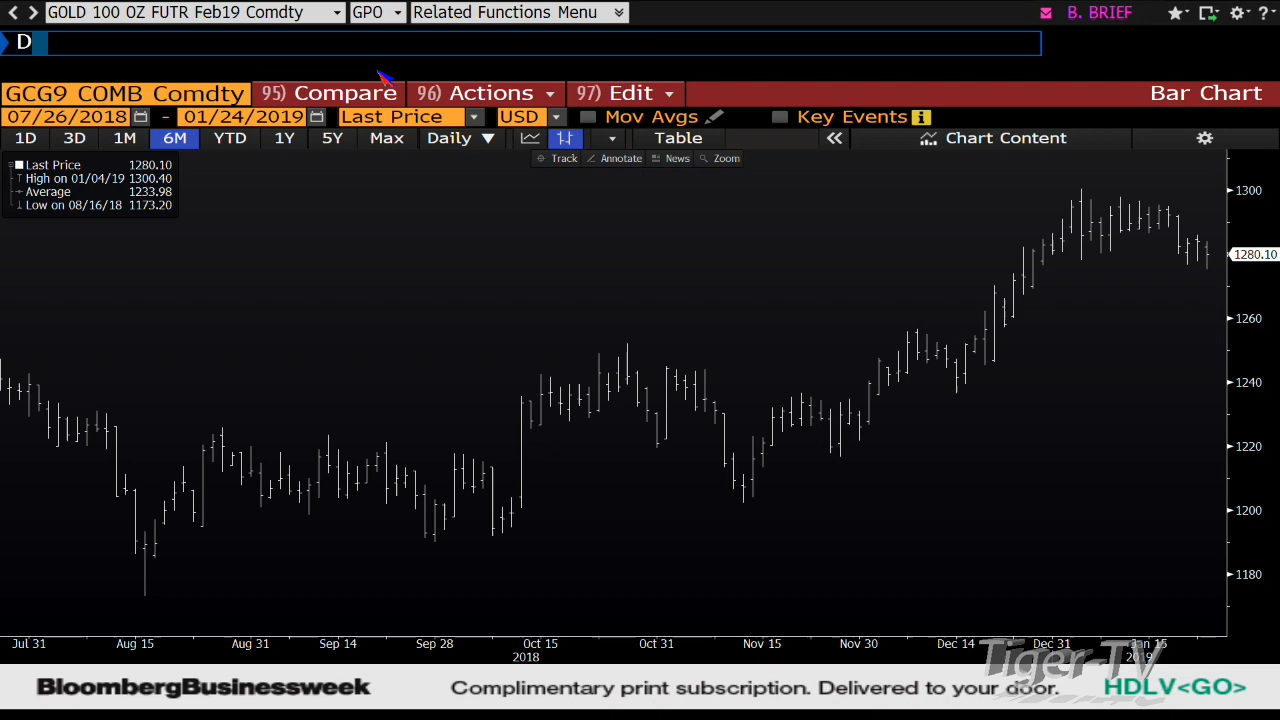 GOLD 100 OZ FUTR Feb19 Comdty GPO Related Functions Menu B. BRIEF ?
D
GCG9 COMB Comdty 95) Compare 96) Actions 97) Edit Bar Chart
07/26/2018 - 01/24/2019 Last Price USD Mov Avgs Key Events
1D 3D 1M 6M YTD 1Y 5Y Max Daily Table Chart Content
Track Annotate News Zoom
Last Price 1280.10
High on 01/04/19 1300.40
Average 1233.98
Low on 08/16/18 1173.20
1300
1280.10
1260
1240
1220
1200
1180
Jul 31 Aug 15 Aug 31 Sep 14 Sep 28 Oct 15 Oct 31 Nov 15 Nov 30 Dec 14 Dec 31 Jan 15
2018 2019
Tiger-TV
BloombergBusinessweek Complimentary print subscription. Delivered to your door. HDLV<GO>